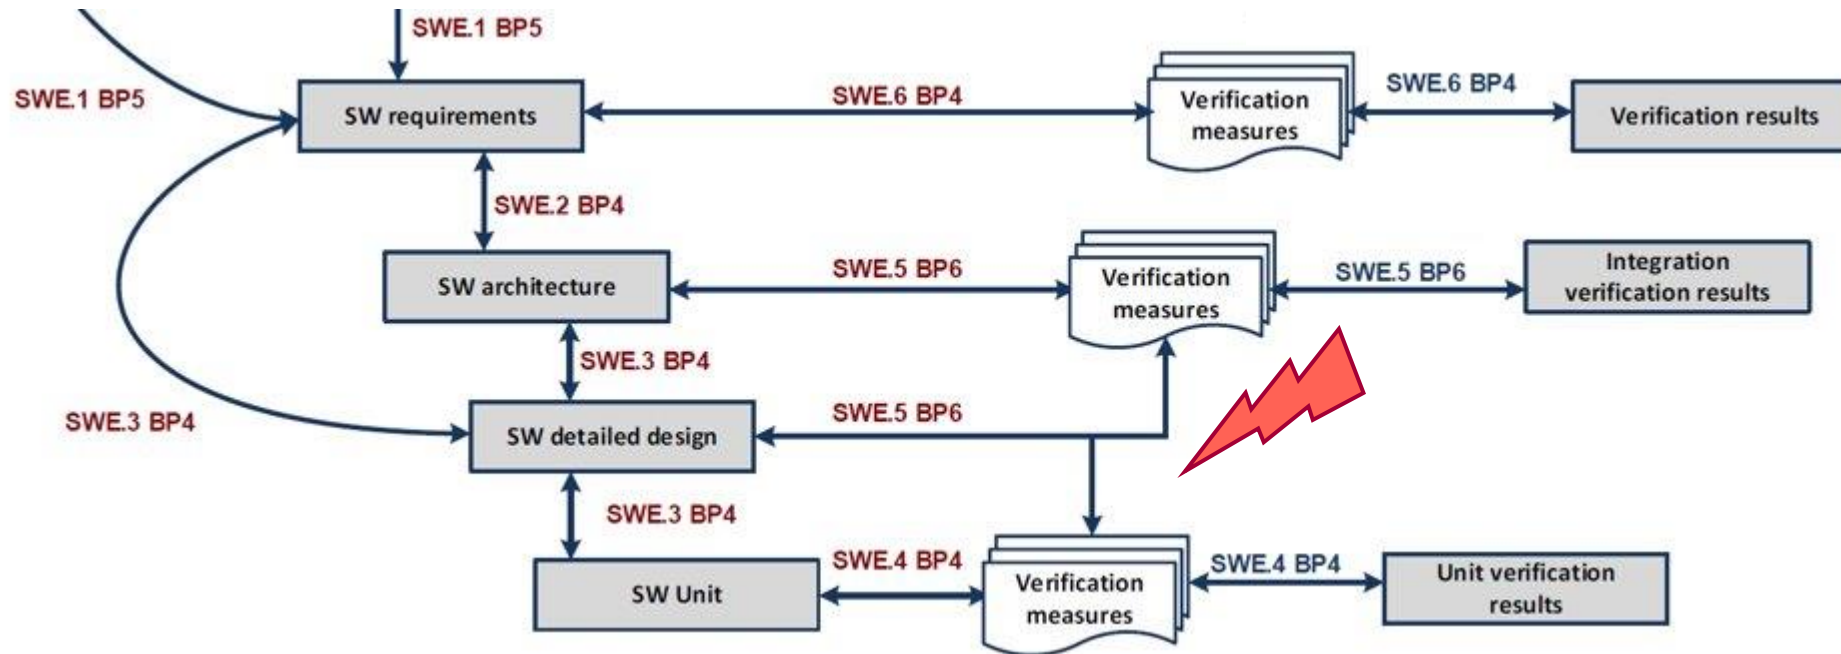 SWE.1 BP5
SWE.1 BP5
SW requirements
SWE.6 BP4
Verification
measures
SWE.6 BP4
Verification results
SWE.2 BP4
SW architecture
SWE.5 BP6
Verification
measures
SWE.5 BP6
Integration
verification results
SWE.3 BP4
SWE.3 BP4
SW detailed design
SWE.5 BP6
SWE.3 BP4
SW Unit
SWE.4 BP4
Verification
measures
SWE.4 BP4
Unit verification
results